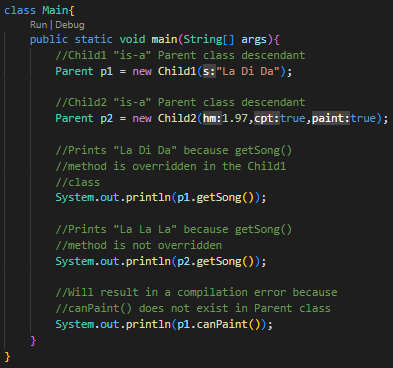 class Main{
Run | Debug
public static void main(String[] args){
//Child1 "is-a" Parent class descendant
Parent p1 = new Child1(s:"La Di Da");
//Child2 "is-a" Parent class descendant
Parent p2 = new Child2(hm:1.97,cpt:true,paint:true);
//Prints "La Di Da" because getSong()
//method is overridden in the Child1
//class
System.out.println(p1.getSong());
//Prints "La La La" because getSong()
//method is not overridden
System.out.println(p2.getSong());
//Will result in a compilation error because
//canPaint() does not exist in Parent class
System.out.println(p1.canPaint());
}
}